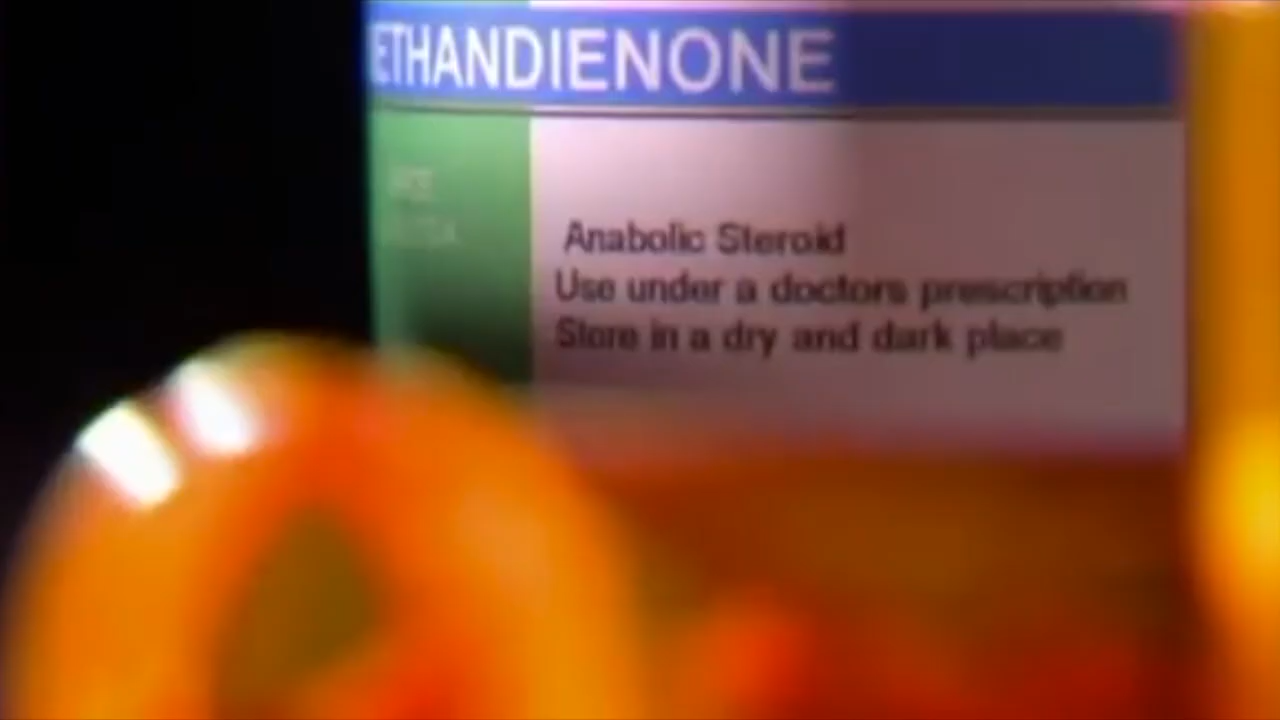 ETHANDIENONE
Anabolic Steroid
Use under a doctors prescription
Store in a dry and dark place